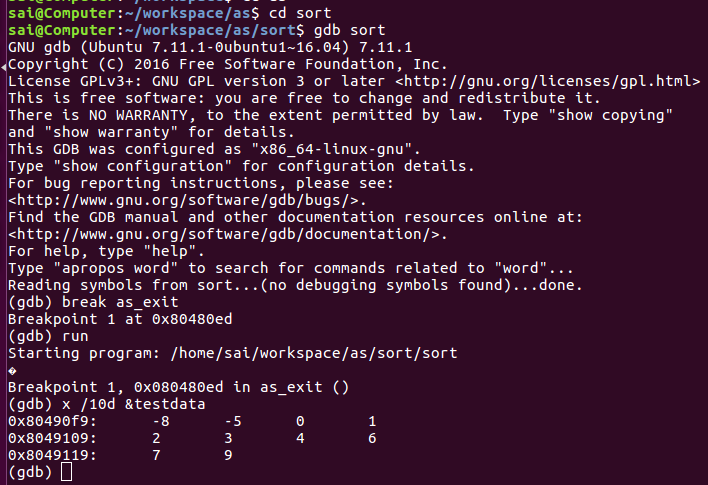 sai@Computer:~/workspace/as$ cd sort
sai@Computer:~/workspace/as/sort$ gdb sort
GNU gdb (Ubuntu 7.11.1-0ubuntu1~16.04) 7.11.1
Copyright (C) 2016 Free Software Foundation, Inc.
License GPLv3+: GNU GPL version 3 or later <http://gnu.org/licenses/gpl.html>
This is free software: you are free to change and redistribute it.
There is NO WARRANTY, to the extent permitted by law.  Type "show copying"
and "show warranty" for details.
This GDB was configured as "x86_64-linux-gnu".
Type "show configuration" for configuration details.
For bug reporting instructions, please see:
<http://www.gnu.org/software/gdb/bugs/>.
Find the GDB manual and other documentation resources online at:
<http://www.gnu.org/software/gdb/documentation/>.
For help, type "help".
Type "apropos word" to search for commands related to "word"...
Reading symbols from sort...(no debugging symbols found)...done.
(gdb) break as_exit
Breakpoint 1 at 0x80480ed
(gdb) run
Starting program: /home/sai/workspace/as/sort/sort
�
Breakpoint 1, 0x080480ed in as_exit ()
(gdb) x /10d &testdata
0x80490f9:	-8	-5	0	1
0x8049109:	2	3	4	6
0x8049119:	7	9
(gdb)